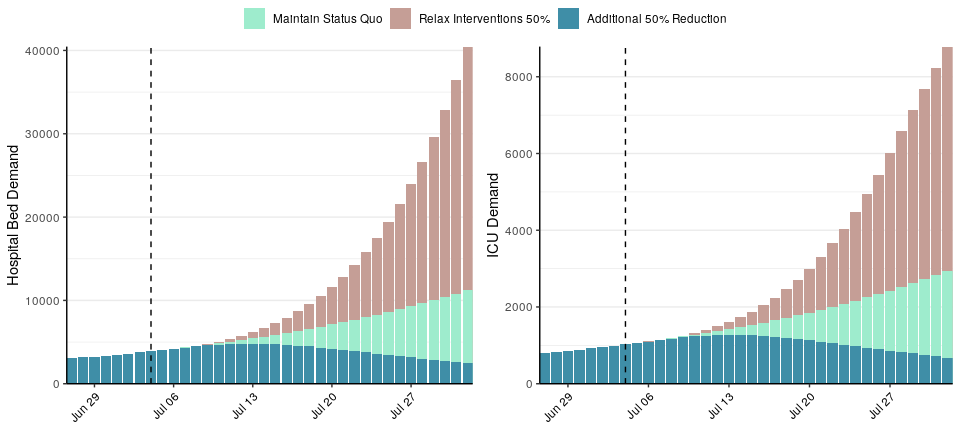 Maintain Status Quo Relax Interventions 50% Additional 50% Reduction
Hospital Bed Demand
40000
30000
20000
10000
0
Jun 29 Jul 06 Jul 13 Jul 20 Jul 27
ICU Demand
8000
6000
4000
2000
0
Jun 29 Jul 06 Jul 13 Jul 20 Jul 27